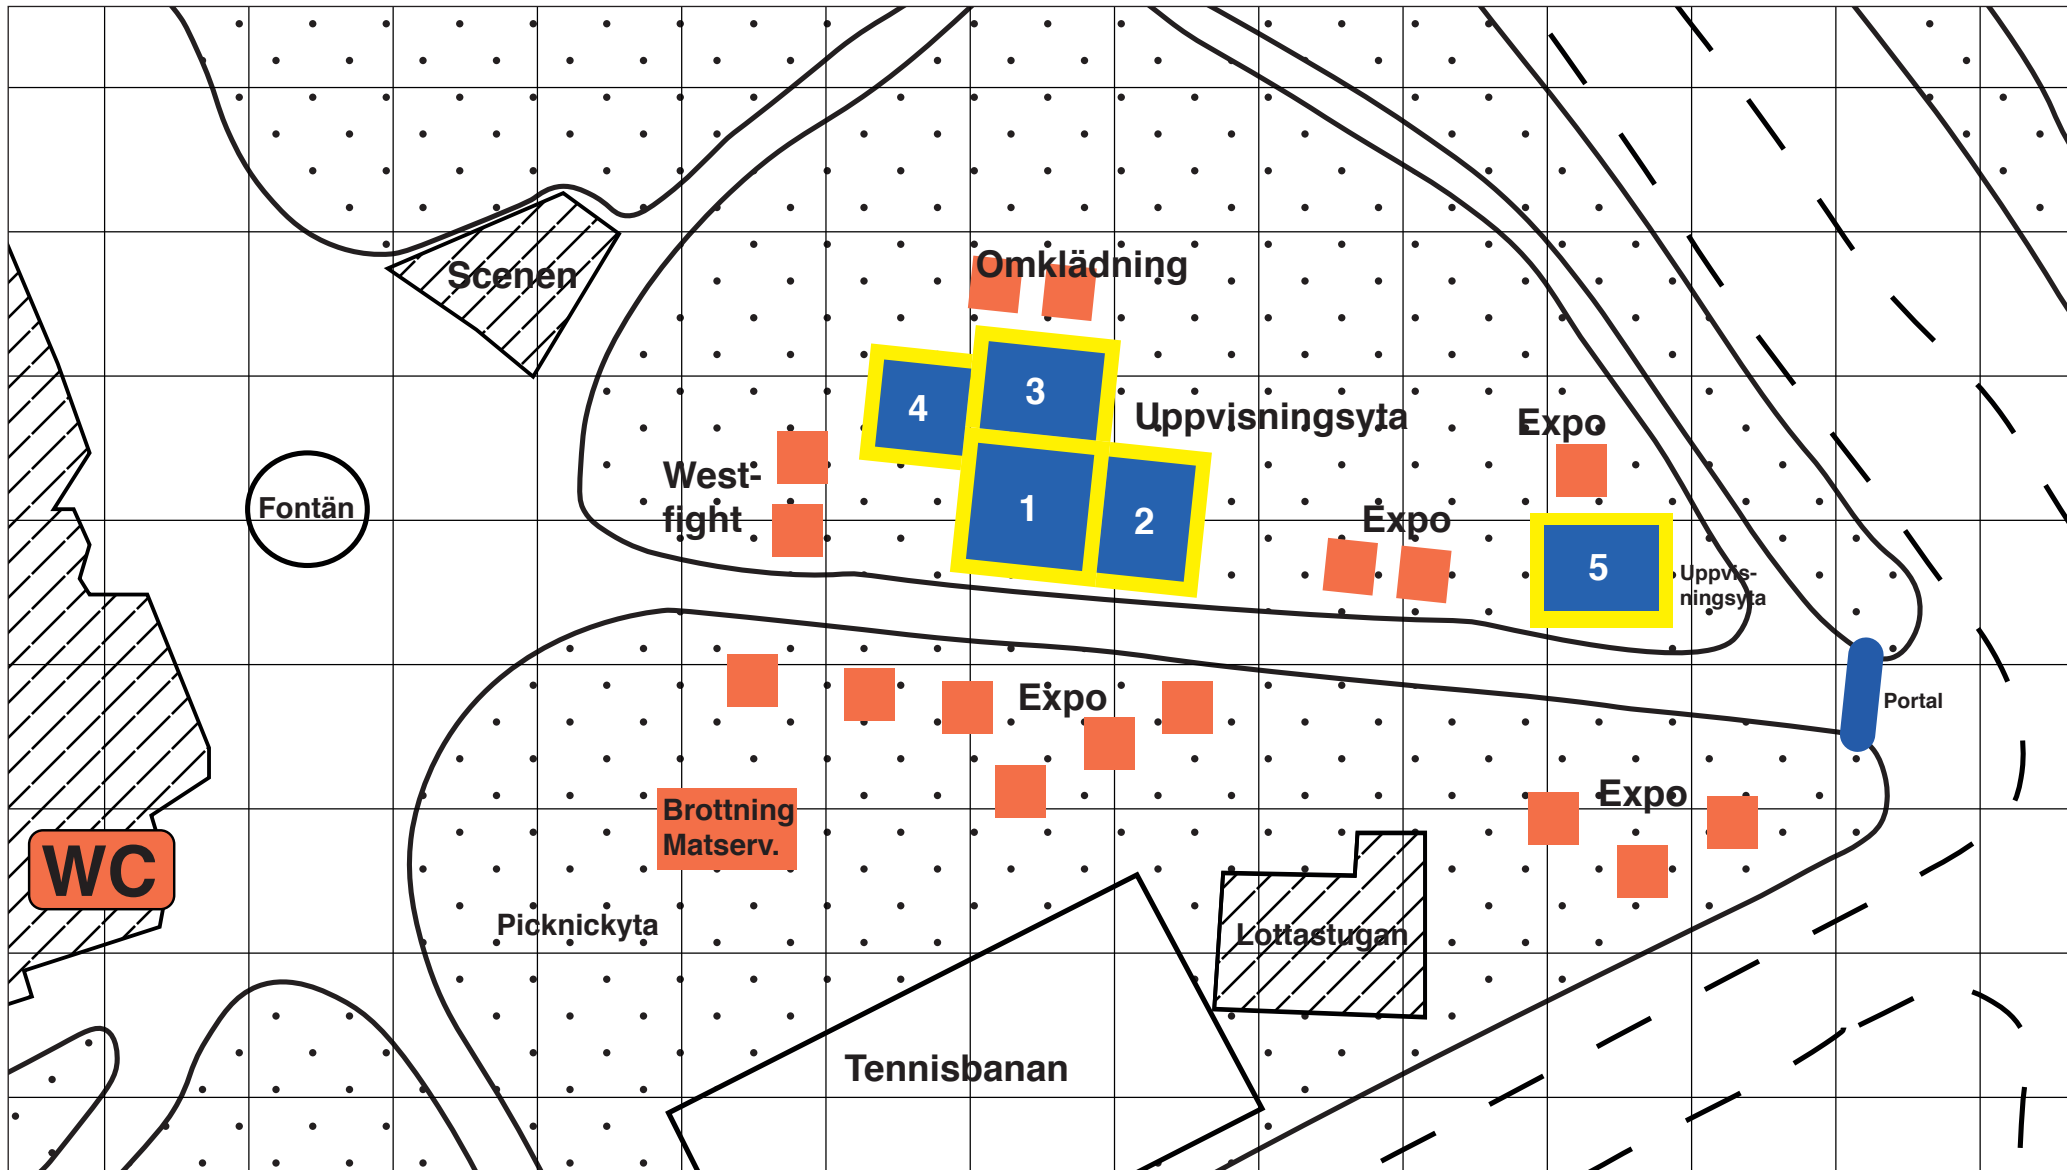 Omklädning
Scenen
3
4
Uppvisningsyta
Expo
West-
fight
Fontän
1
2
Expo
5
Uppvis-
ningsyta
Expo
Portal
Expo
Brottning
Matserv.
WC
Picknickyta
Lottastugan
Tennisbanan